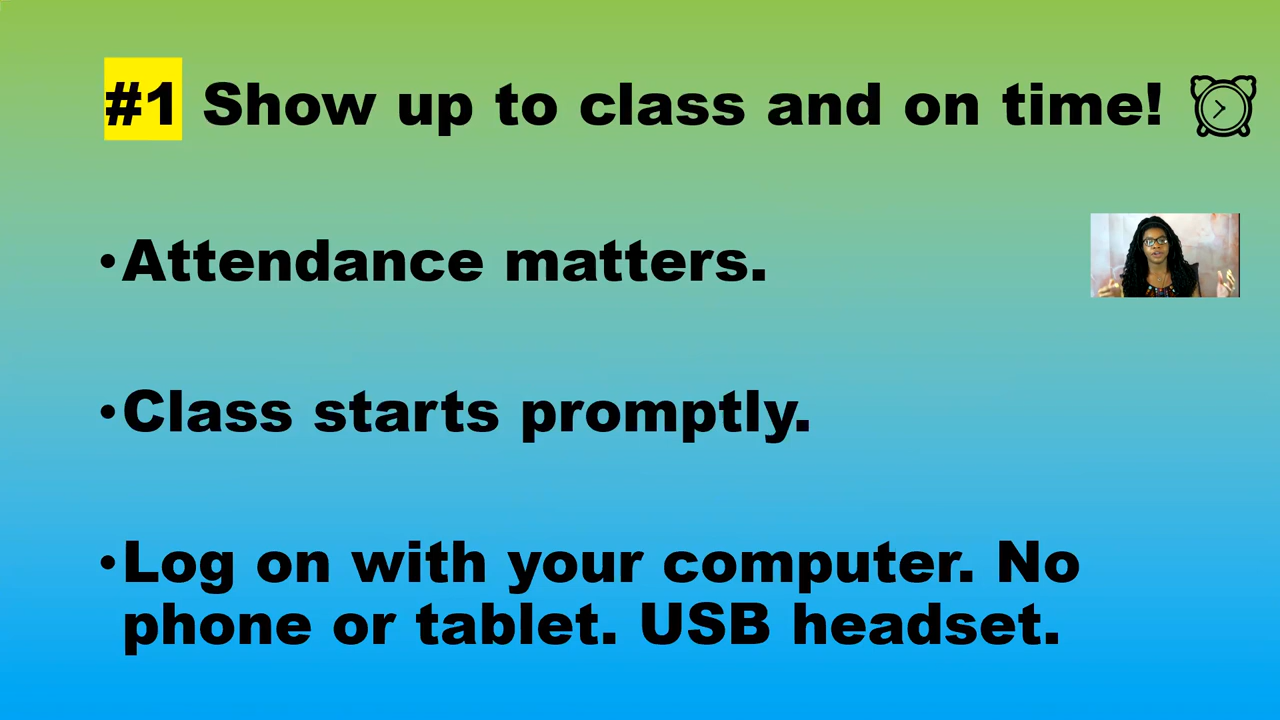 #1 Show up to class and on time!
•Attendance matters.
•Class starts promptly.
•Log on with your computer. No
phone or tablet. USB headset.